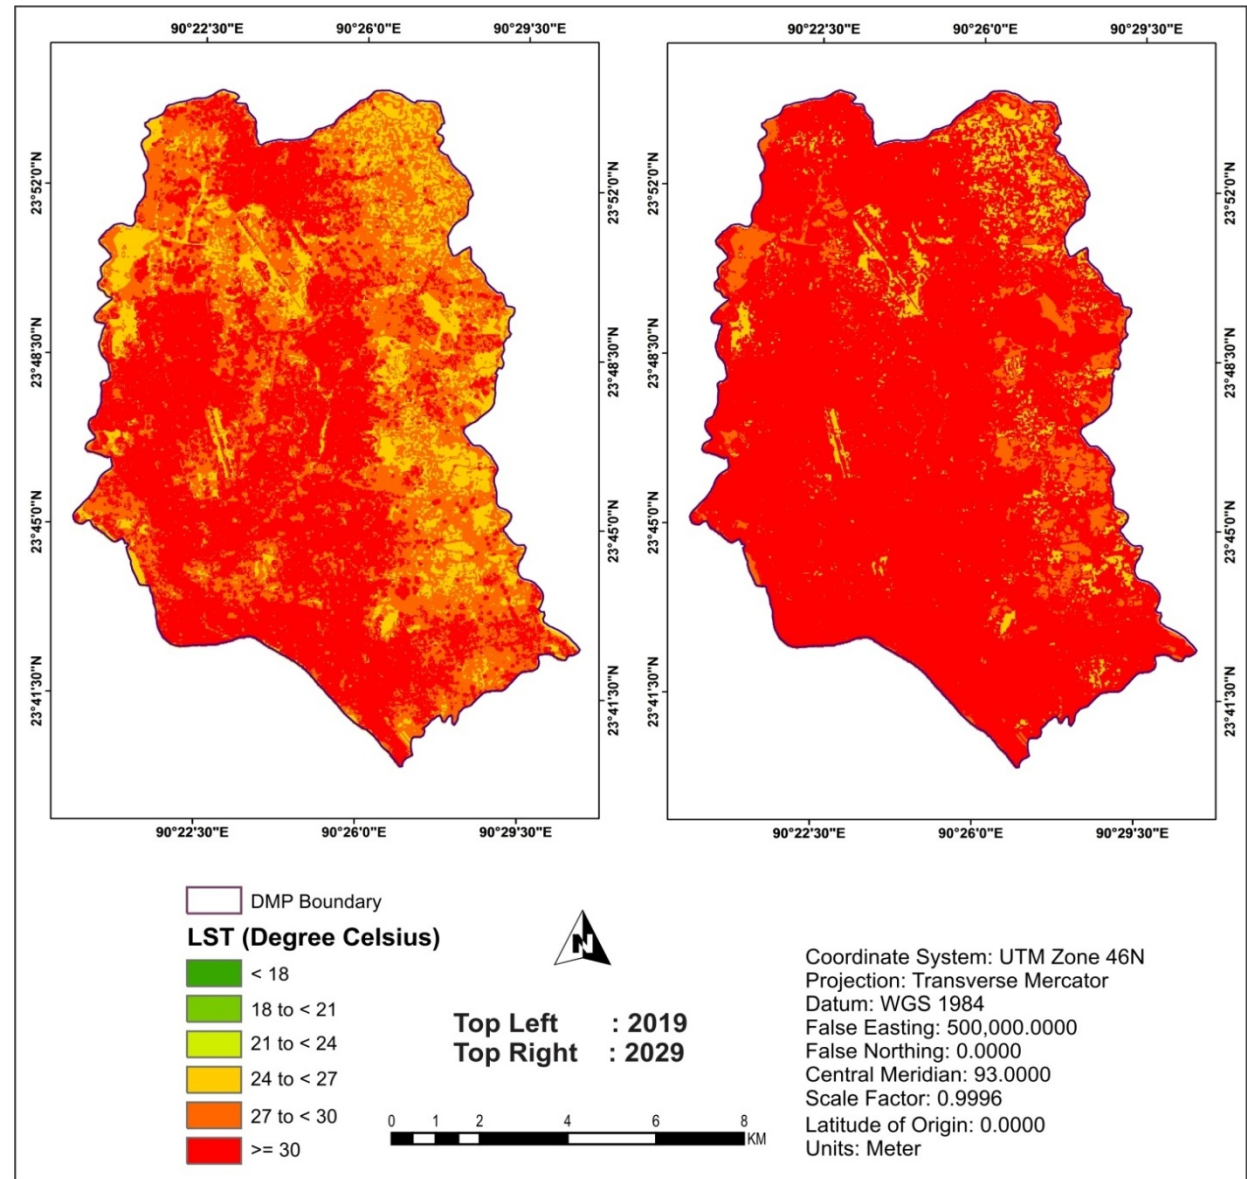 90°22'30"E 90°26'0"E 90°29'30"E 90°22'30"E 90°26'0"E 90°29'30"E
23°52'0"N 23°52'0"N 23°52'0"N 23°52'0"N
23°48'30"N 23°48'30"N 23°48'30"N 23°48'30"N
23°45'0"N 23°45'0"N 23°45'0"N 23°45'0"N
23°41'30"N 23°41'30"N 23°41'30"N 23°41'30"N
90°22'30"E 90°26'0"E 90°29'30"E 90°22'30"E 90°26'0"E 90°29'30"E
DMP Boundary
LST (Degree Celsius)
< 18
18 to < 21
21 to < 24
24 to < 27
27 to < 30
>= 30
N
Top Left : 2019
Top Right : 2029
0 1 2 4 6 8
KM
Coordinate System: UTM Zone 46N
Projection: Transverse Mercator
Datum: WGS 1984
False Easting: 500,000.0000
False Northing: 0.0000
Central Meridian: 93.0000
Scale Factor: 0.9996
Latitude of Origin: 0.0000
Units: Meter